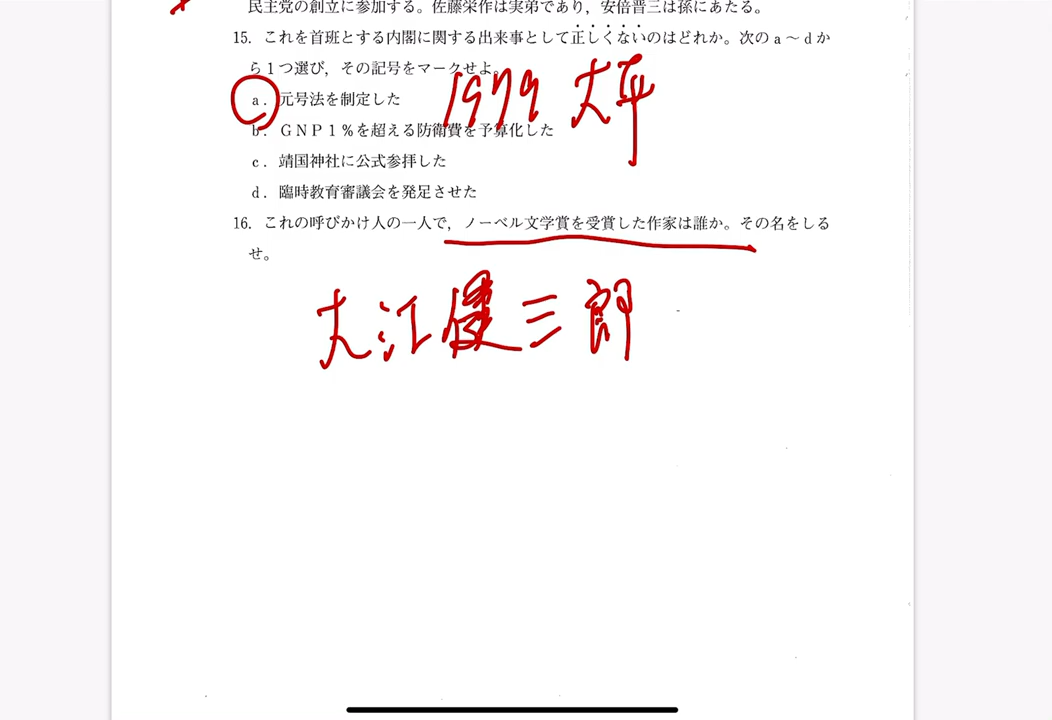 民主党の創立に参加する。佐藤栄作は実弟であり，安倍晋三は孫にあたる。
15. これを首班とする内閣に関する出来事として正しくないのはどれか。次のａ～ｄか
ら１つ選び，その記号をマークせよ。
ａ．元号法を制定した
1979 大平
ｂ．ＧＮＰ１％を超える防衛費を予算化した
ｃ．靖国神社に公式参拝した
ｄ．臨時教育審議会を発足させた
16. これの呼びかけ人の一人で，ノーベル文学賞を受賞した作家は誰か。その名をしる
せ。
大江健三郎